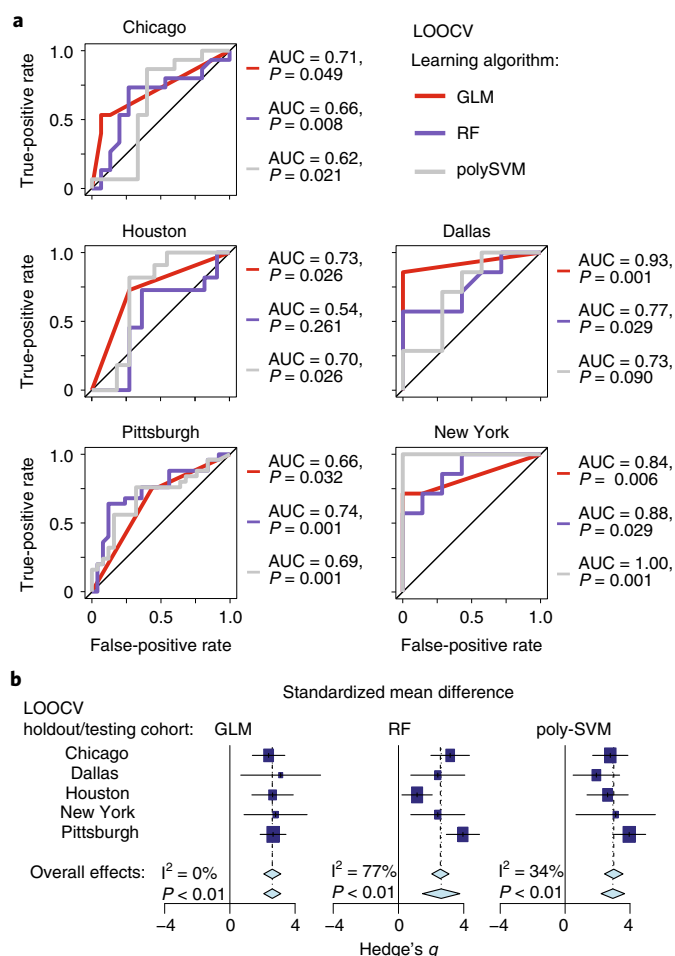 a
Chicago
True-positive rate
1.0
0.5
0
AUC = 0.71,
P = 0.049
AUC = 0.66,
P = 0.008
AUC = 0.62,
P = 0.021
LOOCV
Learning algorithm:
GLM
RF
polySVM
Houston
True-positive rate
1.0
0.5
0
AUC = 0.73,
P = 0.026
AUC = 0.54,
P = 0.261
AUC = 0.70,
P = 0.026
Dallas
AUC = 0.93,
P = 0.001
AUC = 0.77,
P = 0.029
AUC = 0.73,
P = 0.090
Pittsburgh
True-positive rate
1.0
0.5
0
0 0.5 1.0
False-positive rate
AUC = 0.66,
P = 0.032
AUC = 0.74,
P = 0.001
AUC = 0.69,
P = 0.001
New York
0 0.5 1.0
False-positive rate
AUC = 0.84,
P = 0.006
AUC = 0.88,
P = 0.029
AUC = 1.00,
P = 0.001
b
Standardized mean difference
LOOCV
holdout/testing cohort: GLM RF poly-SVM
Chicago
Dallas
Houston
New York
Pittsburgh
Overall effects: I² = 0% I² = 77% I² = 34%
P < 0.01 P < 0.01 P < 0.01
−4 0 4 −4 0 4 −4 0 4
Hedge's g